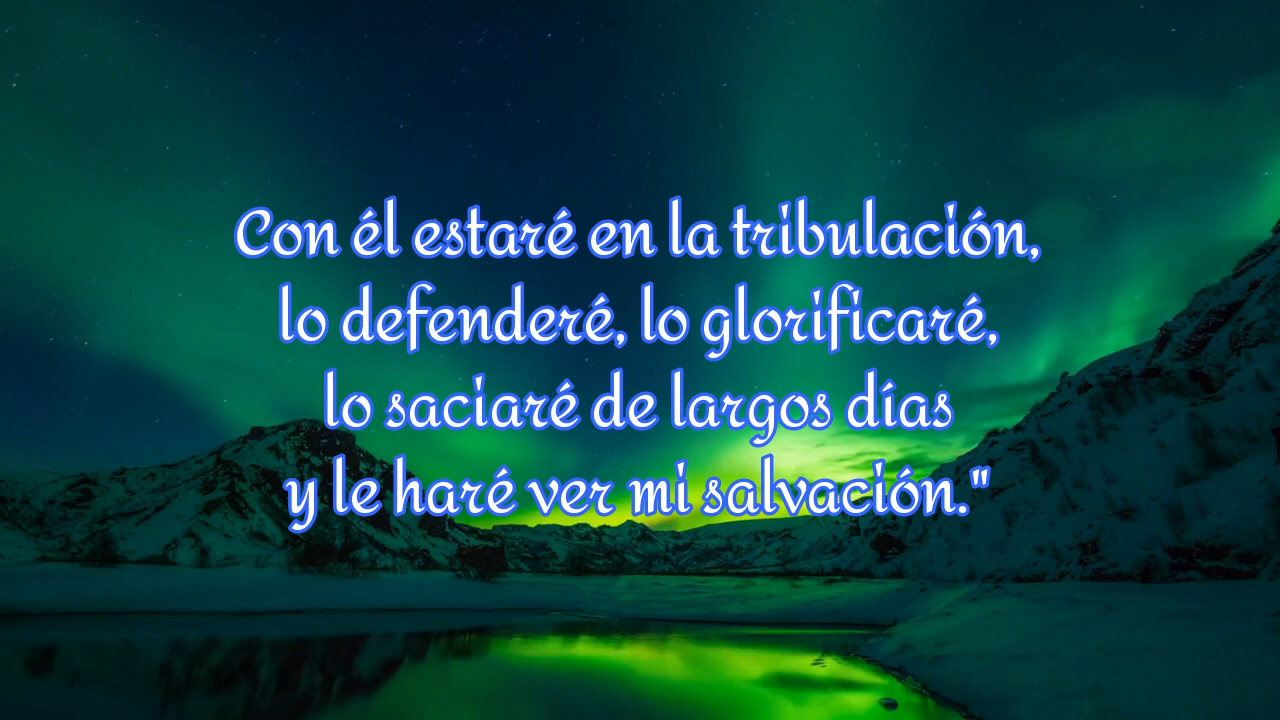 Con él estaré en la tribulación,
lo defenderé, lo glorificaré,
lo saciaré de largos días
y le haré ver mi salvación."